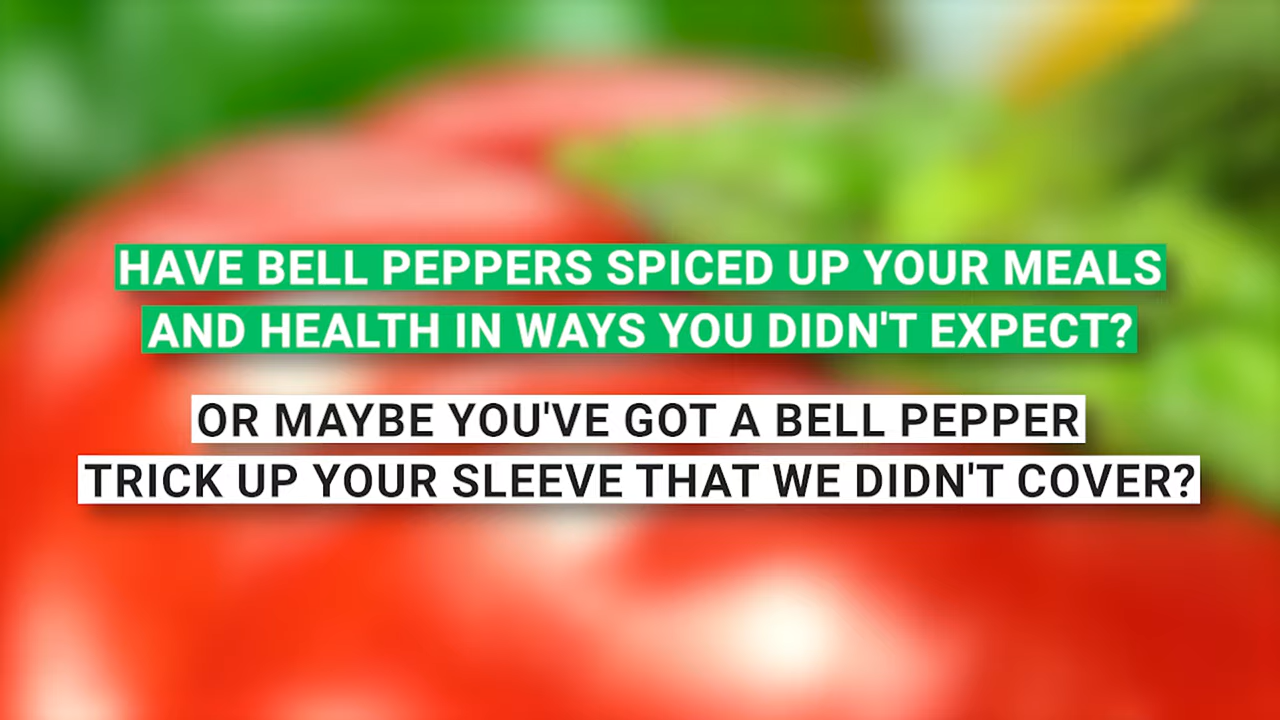 HAVE BELL PEPPERS SPICED UP YOUR MEALS
AND HEALTH IN WAYS YOU DIDN'T EXPECT?
OR MAYBE YOU'VE GOT A BELL PEPPER
TRICK UP YOUR SLEEVE THAT WE DIDN'T COVER?